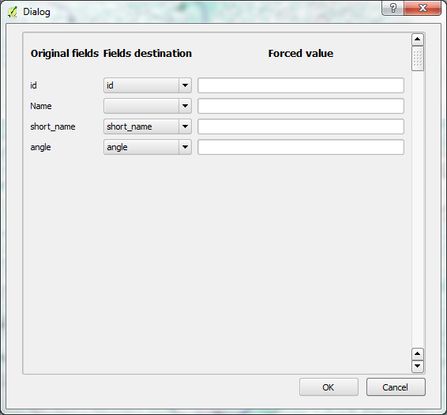 Dialog
Original fields Fields destination Forced value
id id
Name
short_name short_name
angle angle
OK Cancel